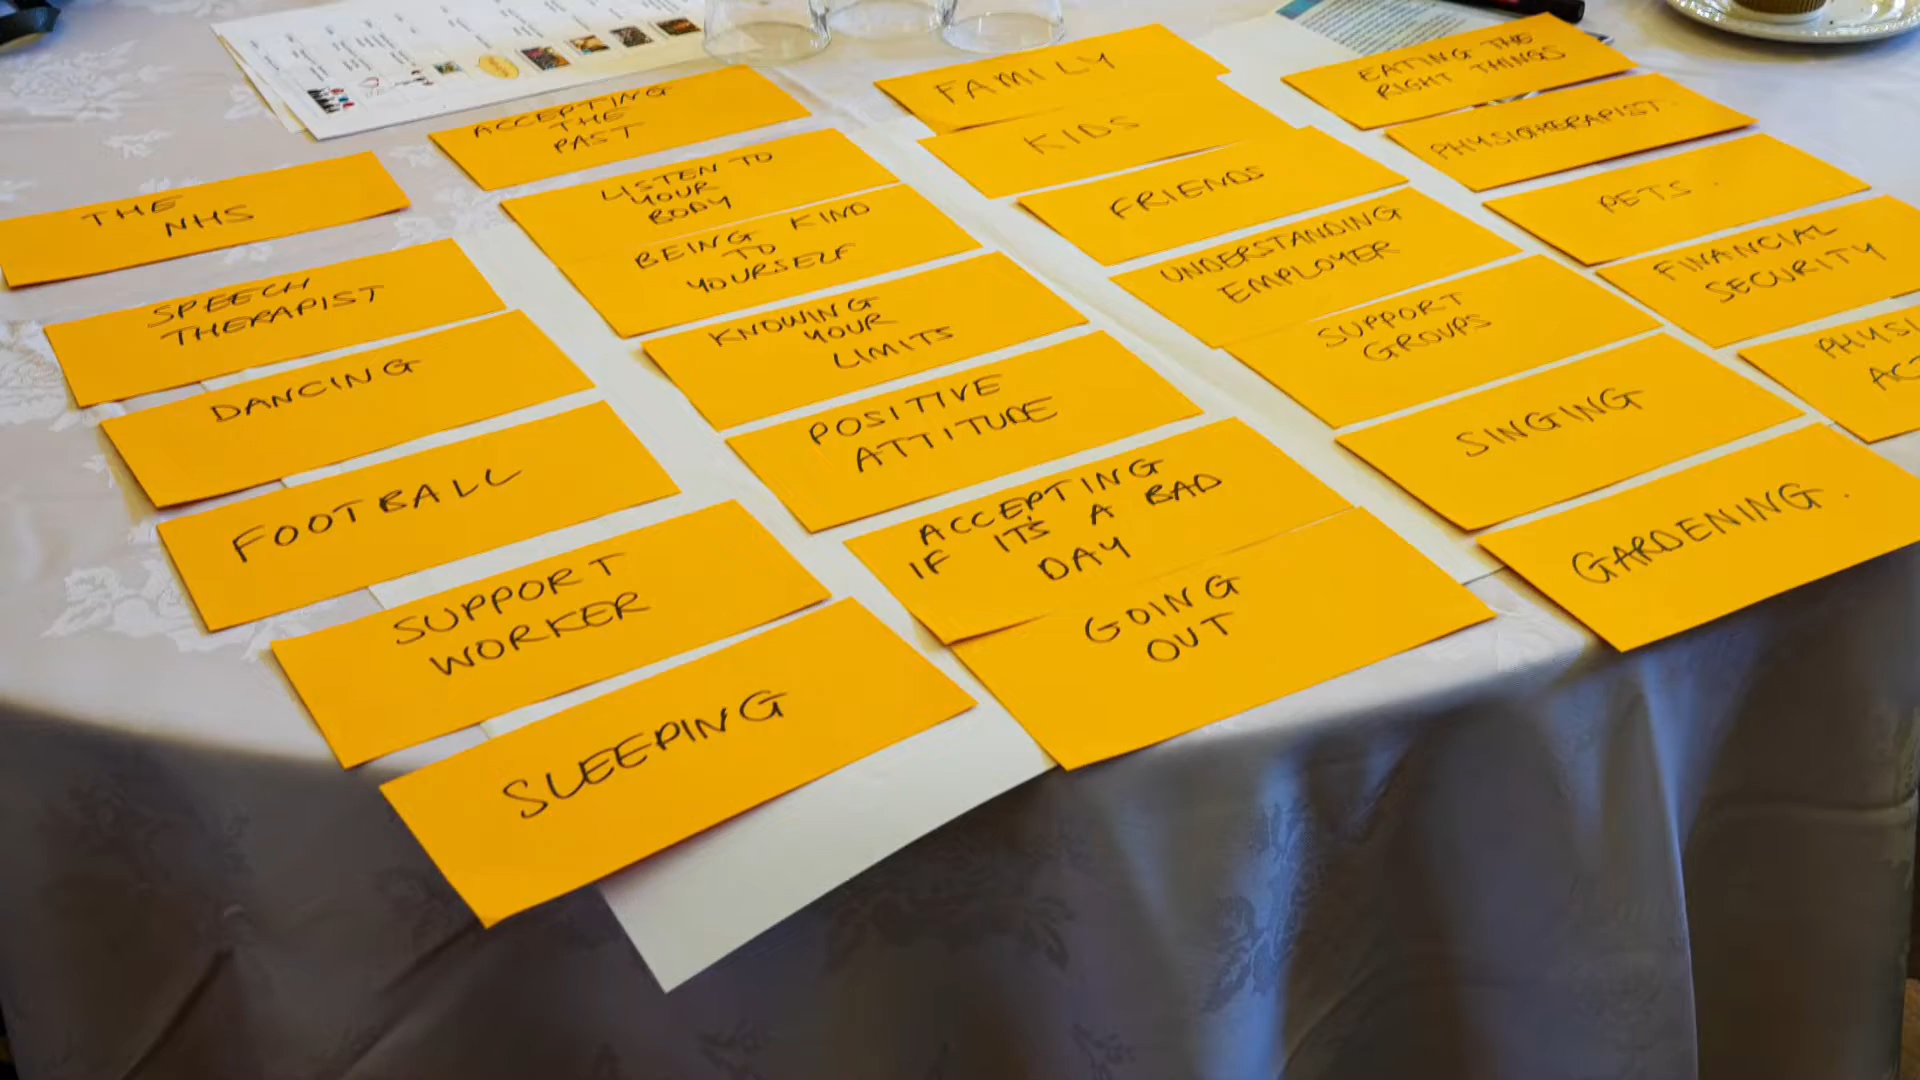 THE
NHS
SPEECH
THERAPIST
DANCING
FOOTBALL
SUPPORT
WORKER
SLEEPING
ACCEPTING
THE
PAST
LISTEN TO
YOUR
BODY
BEING KIND
TO
YOURSELF
KNOWING
YOUR
LIMITS
POSITIVE
ATTITUDE
ACCEPTING
IF IT'S A BAD
DAY
GOING
OUT
FAMILY
KIDS
FRIENDS
UNDERSTANDING
EMPLOYER
SUPPORT
GROUPS
SINGING
GARDENING.
EATING THE
RIGHT THINGS
PHYSIOTHERAPIST.
PETS.
FINANCIAL
SECURITY